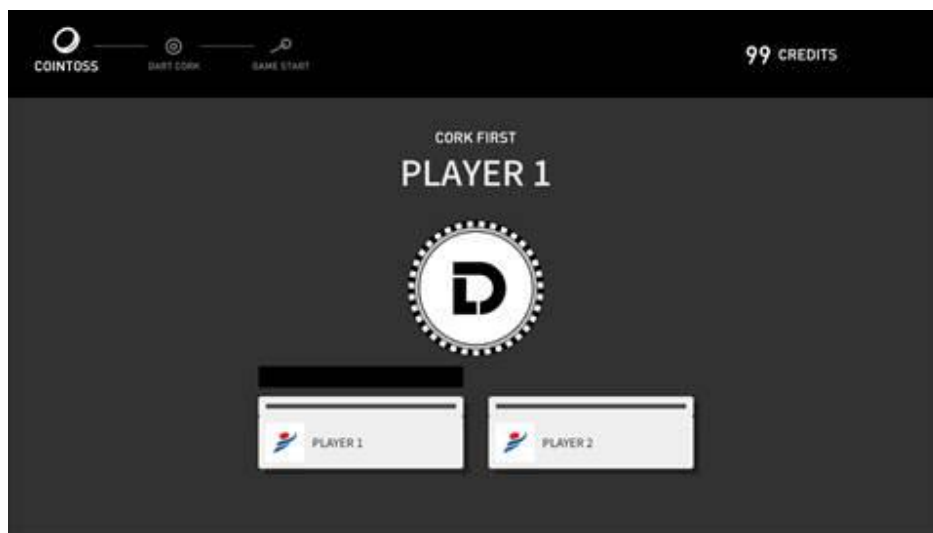 COINTOSS
DART CORK
GAME START
99 CREDITS
CORK FIRST
PLAYER 1
D
PLAYER 1
PLAYER 2